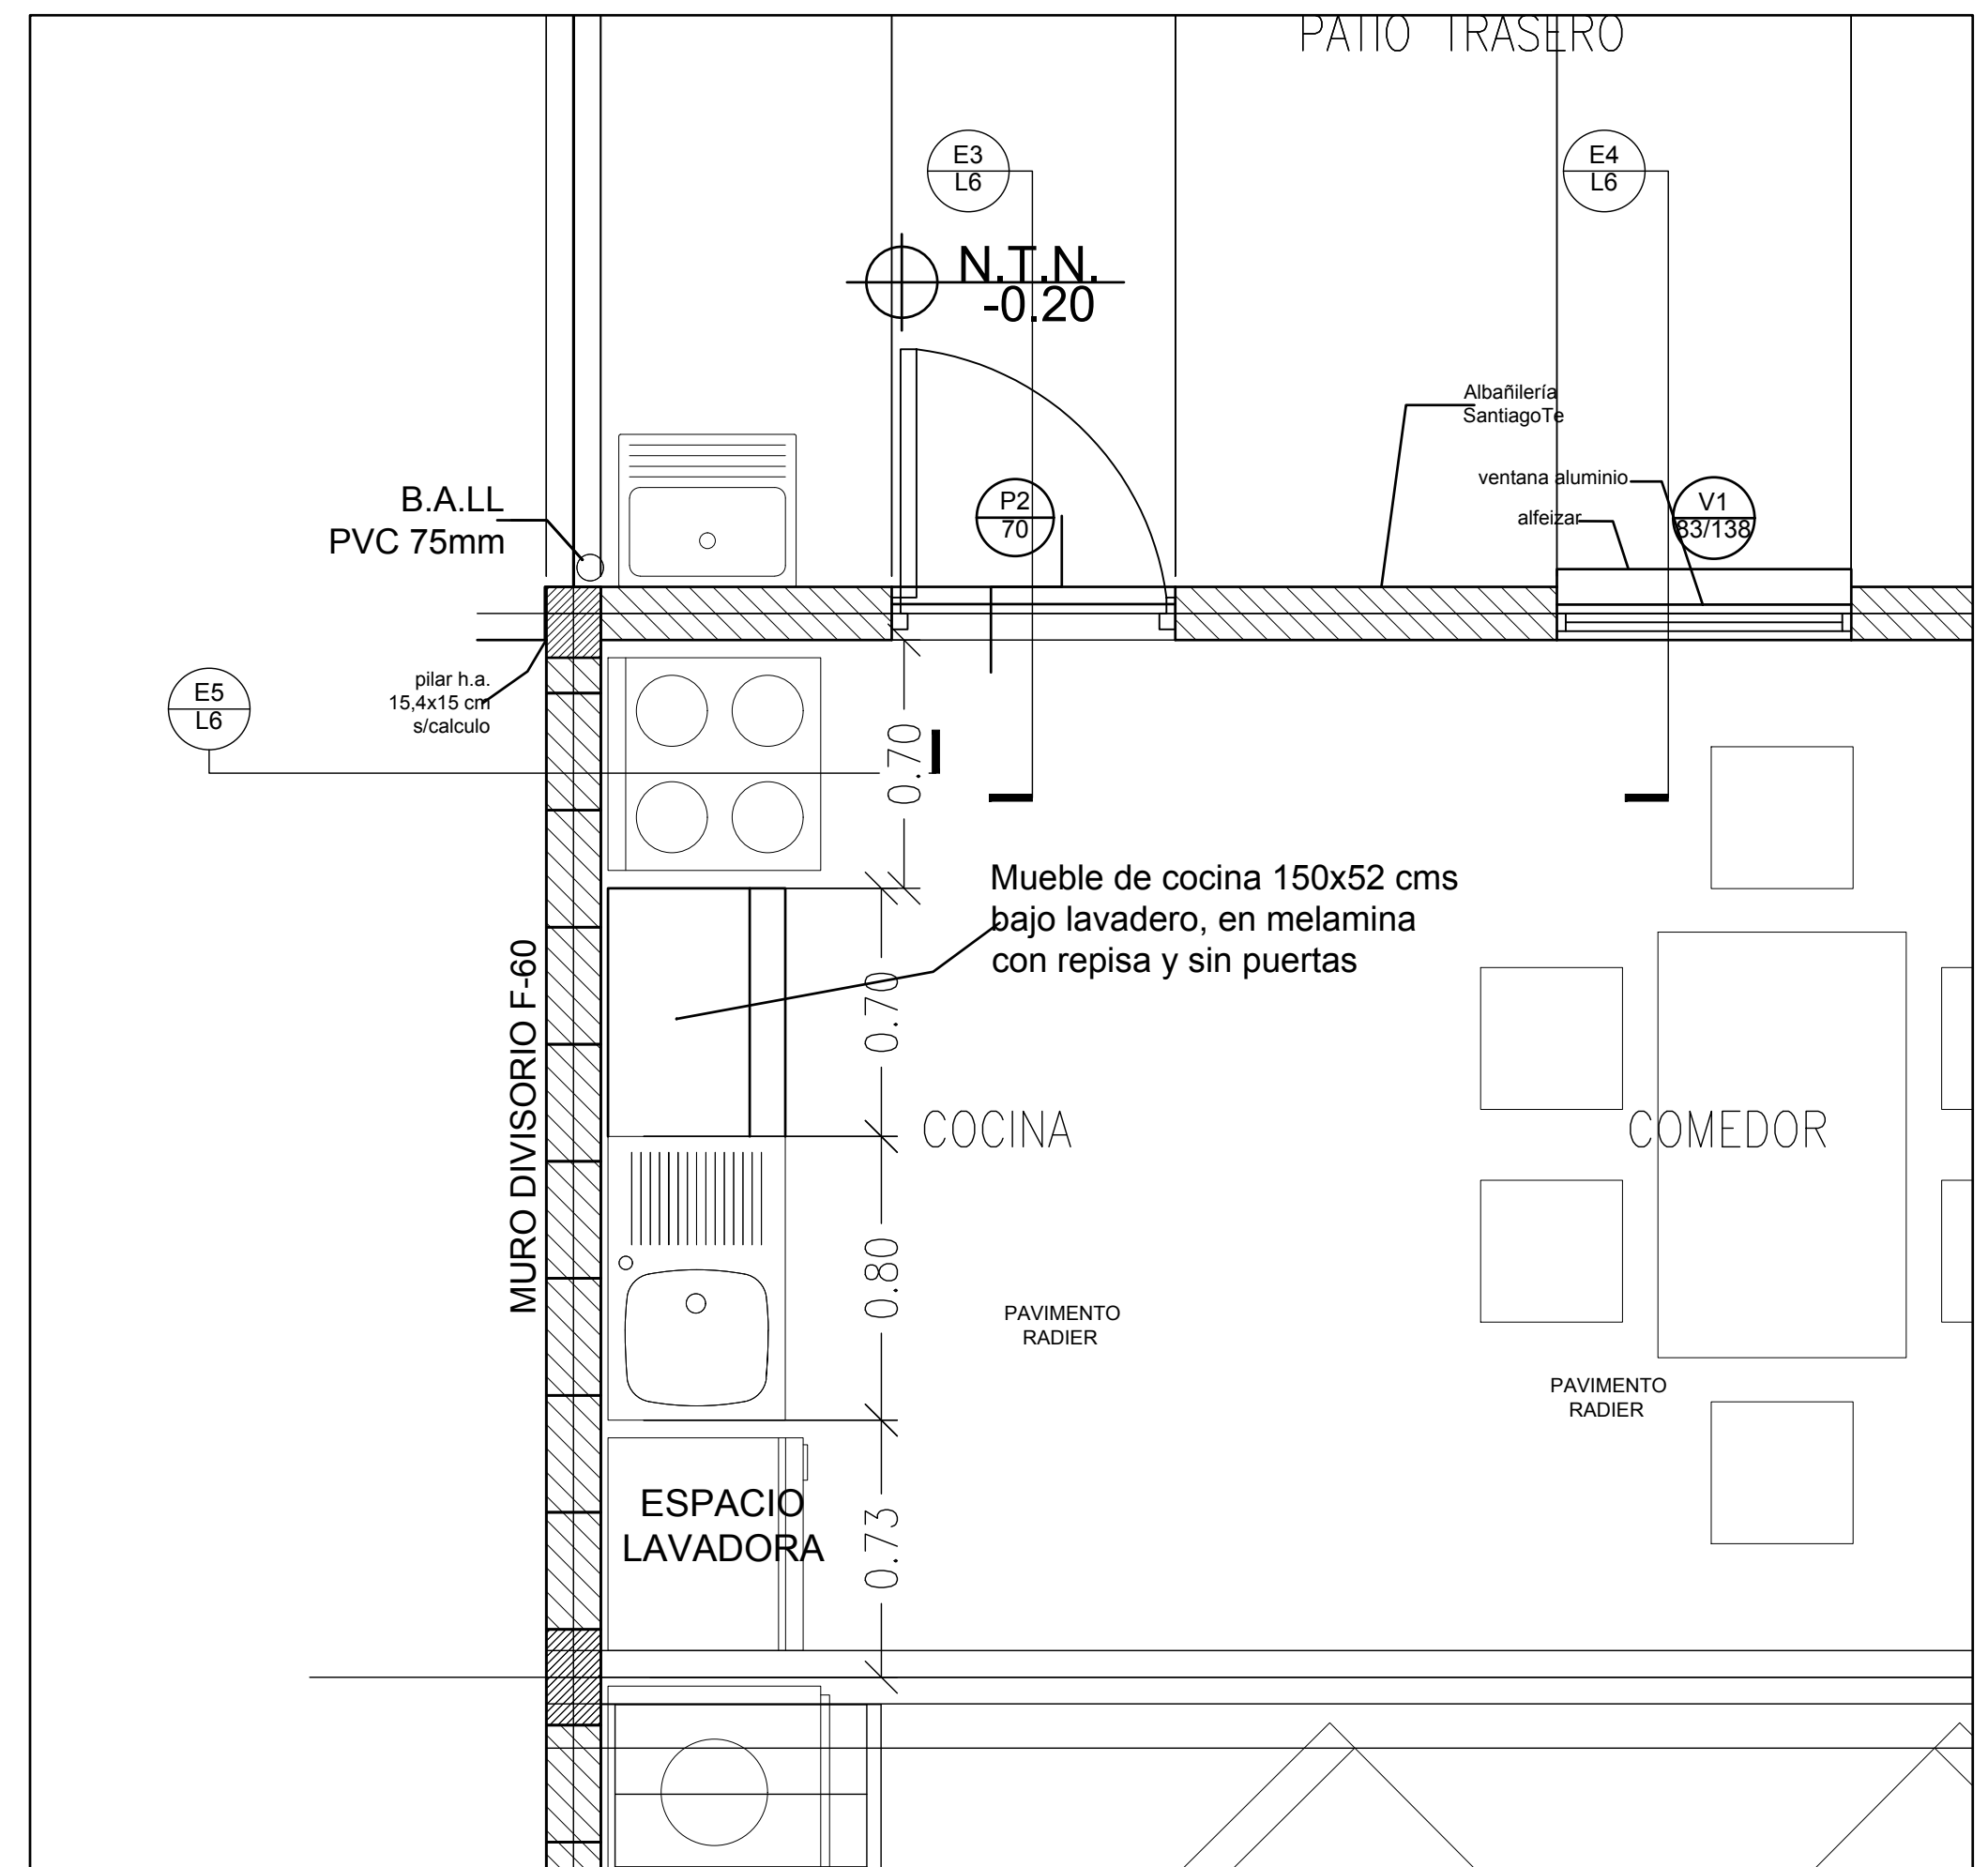 PATIO TRASERO
E3
L6
E4
L6
N.T.N.
-0.20
Albañilería
SantiagoTe
ventana aluminio
alfeizar
V1
83/138
P2
70
B.A.LL
PVC 75mm
pilar h.a.
15,4x15 cm
s/calculo
E5
L6
0.70
Mueble de cocina 150x52 cms
bajo lavadero, en melamina
con repisa y sin puertas
0.70
MURO DIVISORIO F-60
COCINA
COMEDOR
0.80
PAVIMENTO
RADIER
PAVIMENTO
RADIER
ESPACIO
LAVADORA
0.73